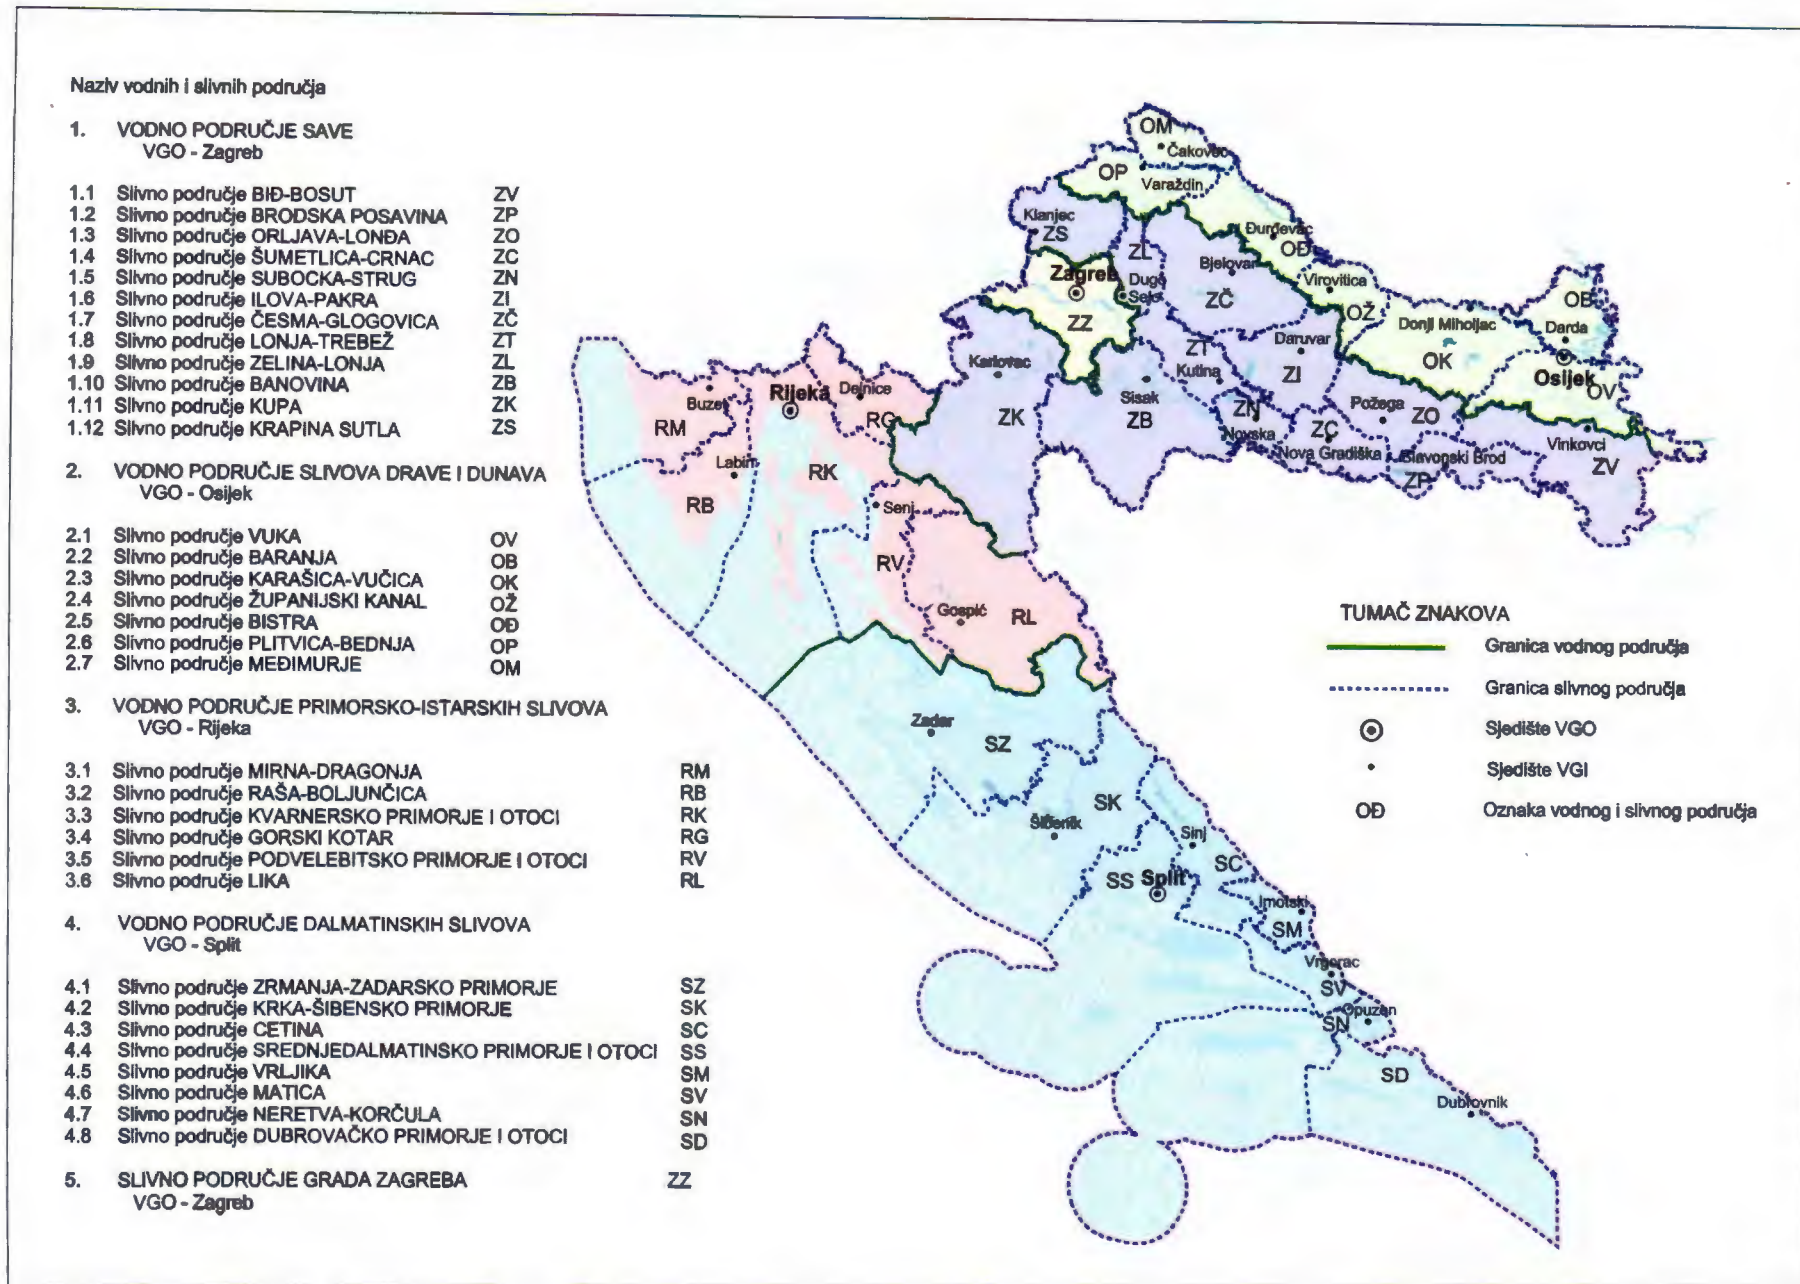 Naziv vodnih i slivnih područja
1. VODNO PODRUČJE SAVE
VGO - Zagreb
1.1 Slivno područje BIĐ-BOSUT ZV
1.2 Slivno područje BRODSKA POSAVINA ZP
1.3 Slivno područje ORLJAVA-LONĐA ZO
1.4 Slivno područje ŠUMETLICA-CRNAC ZC
1.5 Slivno područje SUBOCKA-STRUG ZN
1.6 Slivno područje ILOVA-PAKRA ZI
1.7 Slivno područje ČESMA-GLOGOVICA ZČ
1.8 Slivno područje LONJA-TREBEŽ ZT
1.9 Slivno područje ZELINA-LONJA ZL
1.10 Slivno područje BANOVINA ZB
1.11 Slivno područje KUPA ZK
1.12 Slivno područje KRAPINA SUTLA ZS
2. VODNO PODRUČJE SLIVOVA DRAVE I DUNAVA
VGO - Osijek
2.1 Slivno područje VUKA OV
2.2 Slivno područje BARANJA OB
2.3 Slivno područje KARAŠICA-VUČICA OK
2.4 Slivno područje ŽUPANIJSKI KANAL OŽ
2.5 Slivno područje BISTRA OĐ
2.6 Slivno područje PLITVICA-BEDNJA OP
2.7 Slivno područje MEĐIMURJE OM
3. VODNO PODRUČJE PRIMORSKO-ISTARSKIH SLIVOVA
VGO - Rijeka
3.1 Slivno područje MIRNA-DRAGONJA RM
3.2 Slivno područje RAŠA-BOLJUNČICA RB
3.3 Slivno područje KVARNERSKO PRIMORJE I OTOCI RK
3.4 Slivno područje GORSKI KOTAR RG
3.5 Slivno područje PODVELEBITSKO PRIMORJE I OTOCI RV
3.6 Slivno područje LIKA RL
4. VODNO PODRUČJE DALMATINSKIH SLIVOVA
VGO - Split
4.1 Slivno područje ZRMANJA-ZADARSKO PRIMORJE SZ
4.2 Slivno područje KRKA-ŠIBENSKO PRIMORJE SK
4.3 Slivno područje CETINA SC
4.4 Slivno područje SREDNJEDALMATINSKO PRIMORJE I OTOCI SS
4.5 Slivno područje VRLJIKA SM
4.6 Slivno područje MATICA SV
4.7 Slivno područje NERETVA-KORČULA SN
4.8 Slivno područje DUBROVAČKO PRIMORJE I OTOCI SD
5. SLIVNO PODRUČJE GRADA ZAGREBA ZZ
VGO - Zagreb
OM
Čakovec
OP
Varaždin
Klanjec
ZS
ZL
Đurđevac
OĐ
Bjelovar
Zagreb
Dugo
Selo
ZČ
Virovitica
OŽ
OB
ZZ
Donji Miholjac
Darda
OK
Osijek
OV
Karlovac
ZK
ZT
Kutina
Daruvar
ZI
Sisak
ZB
ZN
Novska
ZC
Nova Gradiška
Požega
ZO
Slavonski Brod
ZP
Vinkovci
ZV
Buzet
RM
Rijeka
Delnice
RG
Labin
RB
RK
Senj
RV
Gospić
RL
Zadar
SZ
SK
Šibenik
Sinj
SC
SS
Split
Imotski
SM
Vrgorac
SV
Opuzen
SN
SD
Dubrovnik
TUMAČ ZNAKOVA
Granica vodnog područja
Granica slivnog područja
Sjedište VGO
Sjedište VGI
OĐ Oznaka vodnog i slivnog područja